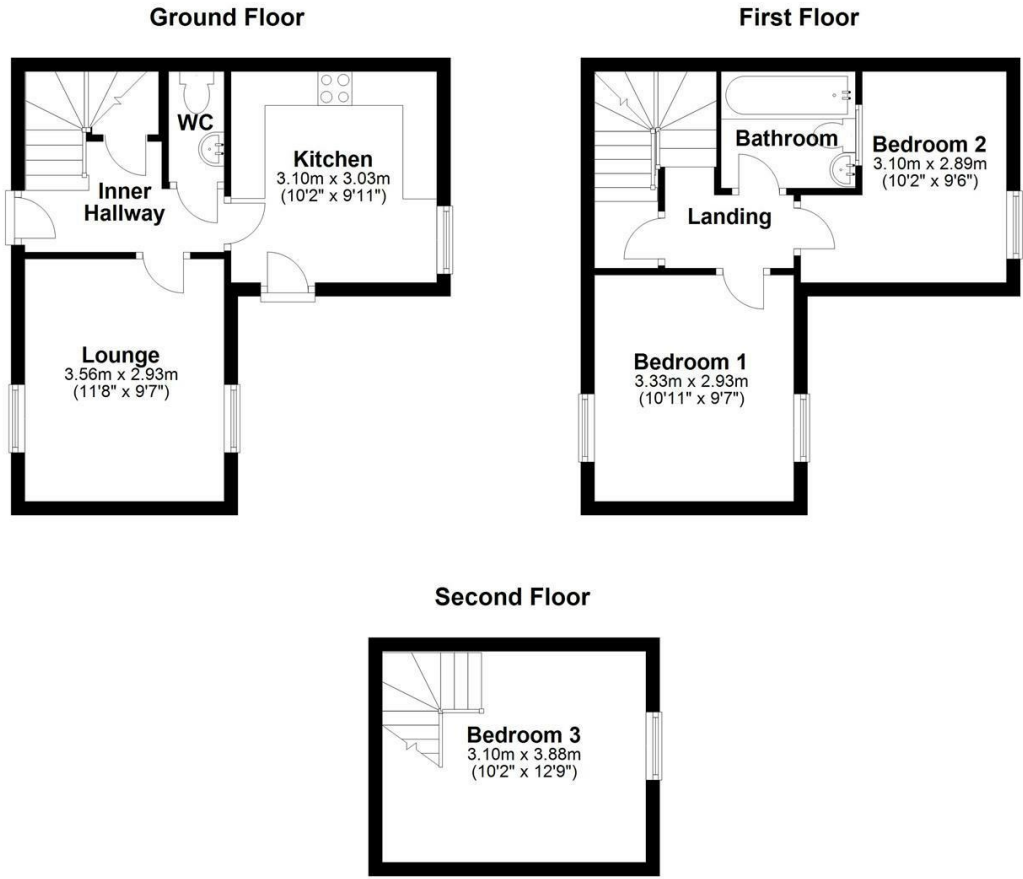 Ground Floor
WC
Kitchen
3.10m x 3.03m
(10'2" x 9'11")
Inner
Hallway
Lounge
3.56m x 2.93m
(11'8" x 9'7")
First Floor
Bathroom
Bedroom 2
3.10m x 2.89m
(10'2" x 9'6")
Landing
Bedroom 1
3.33m x 2.93m
(10'11" x 9'7")
Second Floor
Bedroom 3
3.10m x 3.88m
(10'2" x 12'9")